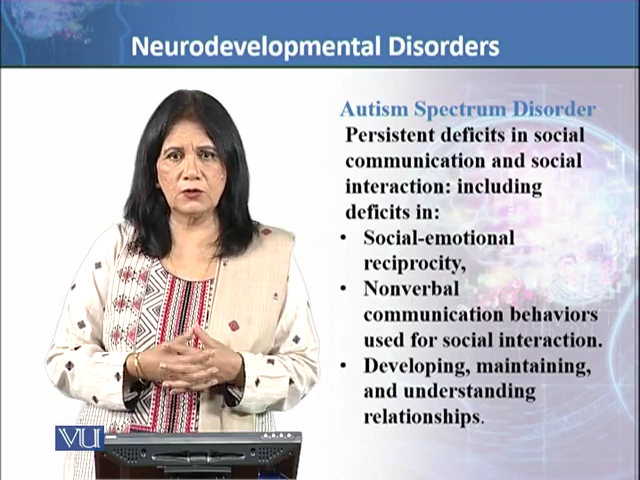 Neurodevelopmental Disorders
Autism Spectrum Disorder
Persistent deficits in social
communication and social
interaction: including
deficits in:
• Social-emotional
reciprocity,
• Nonverbal
communication behaviors
used for social interaction.
• Developing, maintaining,
and understanding
relationships.
VU